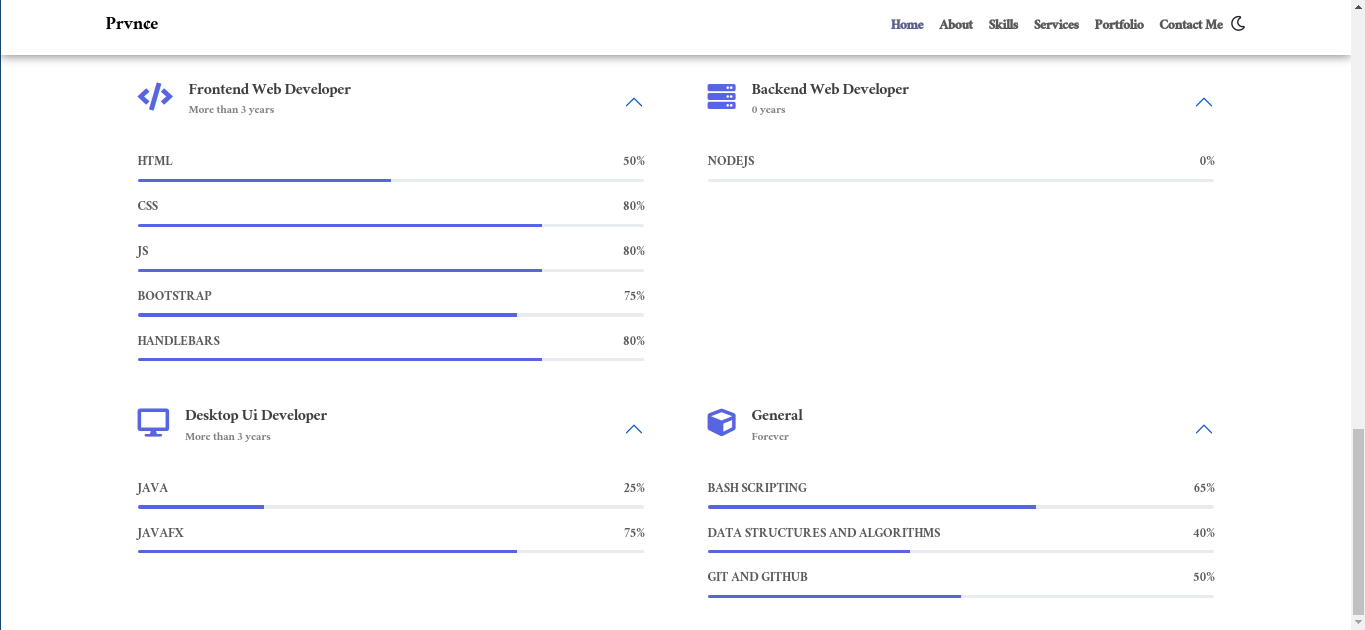 Prvnce
Home About Skills Services Portfolio Contact Me
Frontend Web Developer
More than 3 years
HTML 50%
CSS 80%
JS 80%
BOOTSTRAP 75%
HANDLEBARS 80%
Backend Web Developer
0 years
NODEJS 0%
Desktop Ui Developer
More than 3 years
JAVA 25%
JAVAFX 75%
General
Forever
BASH SCRIPTING 65%
DATA STRUCTURES AND ALGORITHMS 40%
GIT AND GITHUB 50%